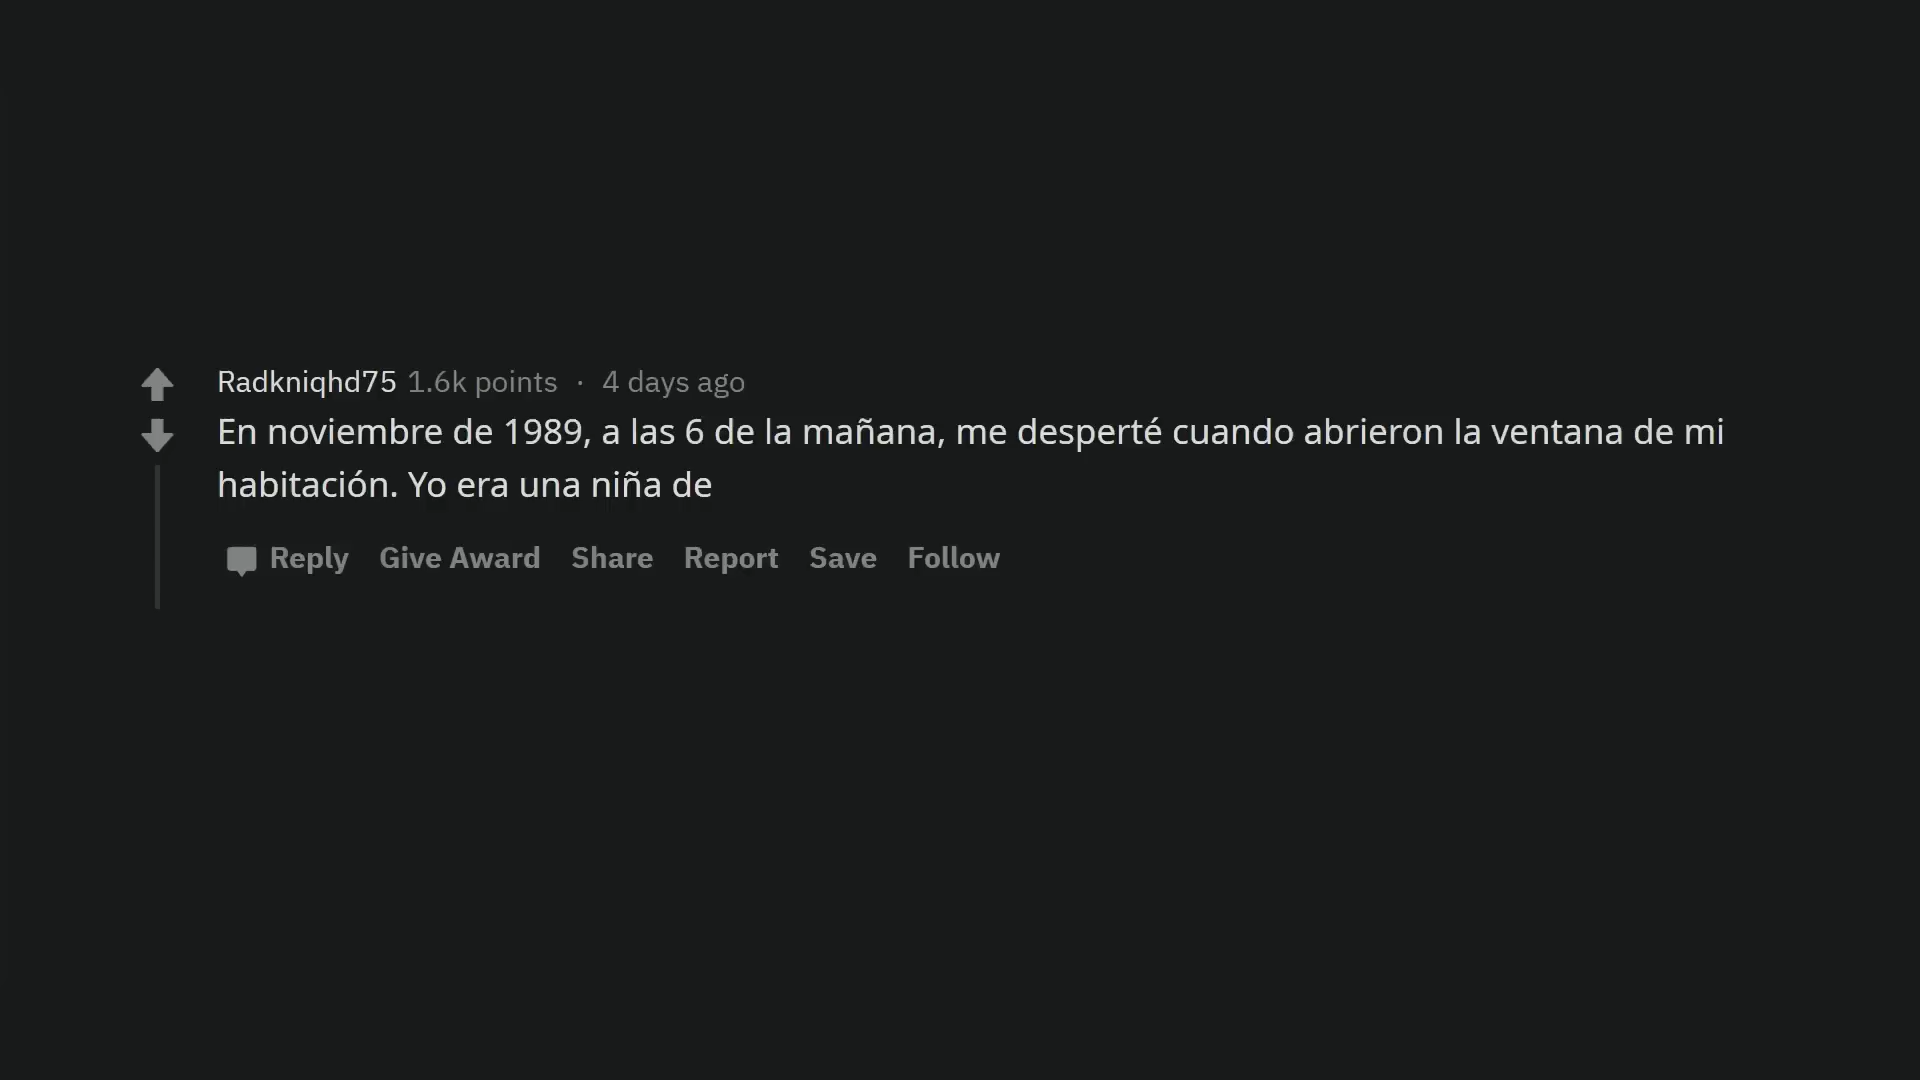 Radkniqhd75 1.6k points · 4 days ago
En noviembre de 1989, a las 6 de la mañana, me desperté cuando abrieron la ventana de mi
habitación. Yo era una niña de
Reply Give Award Share Report Save Follow